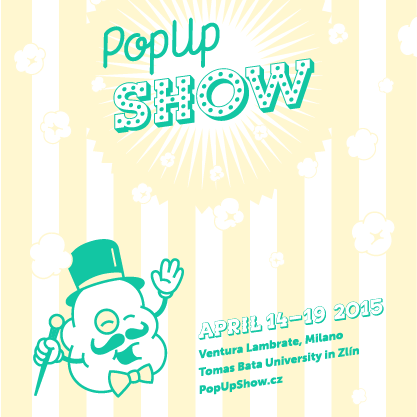 PopUp
SHOW
APRIL 14–19 2015
Ventura Lambrate, Milano
Tomas Bata University in Zlín
PopUpShow.cz